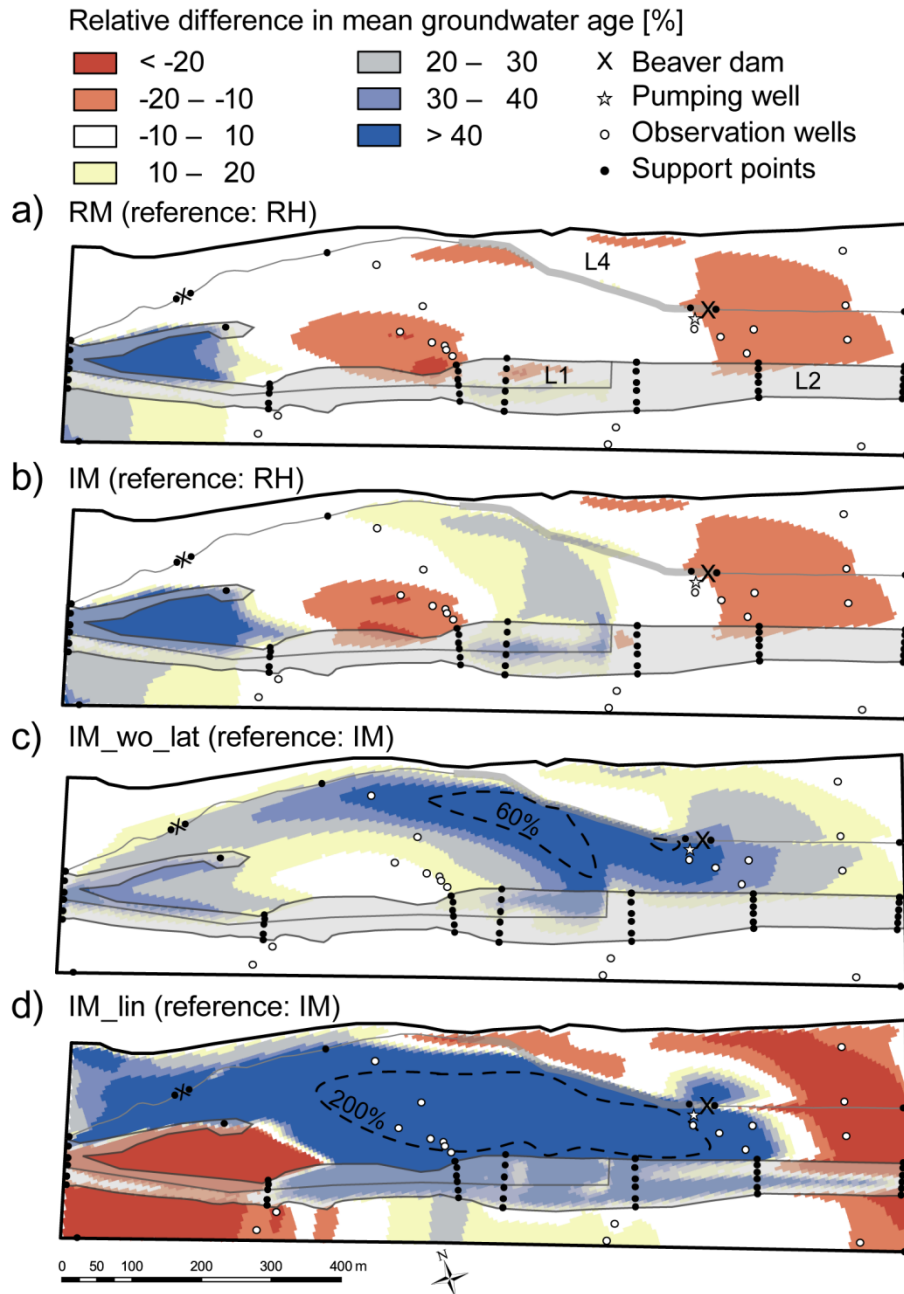 Relative difference in mean groundwater age [%]
< -20
20 – 30
X Beaver dam
-20 – -10
30 – 40
Pumping well
-10 – 10
> 40
Observation wells
10 – 20
Support points
a) RM (reference: RH)
L4
L1
L2
b) IM (reference: RH)
c) IM_wo_lat (reference: IM)
60%
d) IM_lin (reference: IM)
200%
N
0 25 50 75 100 200 300 400 m